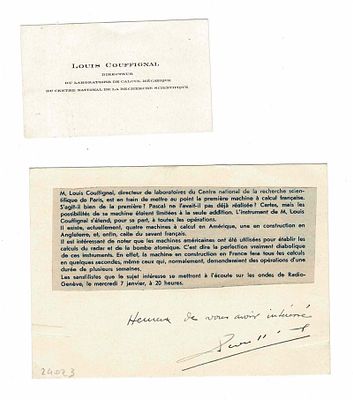 LOUIS COUFFIGNAL
DIRECTEUR
DU LABORATOIRE DE CALCUL MÉCANIQUE
DU CENTRE NATIONAL DE LA RECHERCHE SCIENTIFIQUE
M. Louis Couffignal, directeur de laboratoires du Centre national de la recherche scien-
tifique de Paris, est en train de mettre au point la première machine à calcul française.
S'agit-il bien de la première? Pascal ne l'avait-il pas déjà réalisée? Certes, mais les
possibilités de sa machine étaient limitées à la seule addition. L'instrument de M. Louis
Couffignal s'étend, pour sa part, à toutes les opérations.
Il existe, actuellement, quatre machines à calcul en Amérique, une en construction en
Angleterre, et, enfin, celle du savant français.
Il est intéressant de noter que les machines américaines ont été utilisées pour établir les
calculs du radar et de la bombe atomique. C'est dire la perfection vraiment diabolique
de ces instruments. En effet, la machine en construction en France fera tous les calculs
en quelques secondes, même ceux qui, normalement, demandent des opérations d'une
durée de plusieurs semaines.
Les sansfilistes que le sujet intéresse se mettront à l'écoute sur les ondes de Radio-
Genève, le mercredi 7 janvier, à 20 heures.
Heureux de vous avoir intéressé
24023